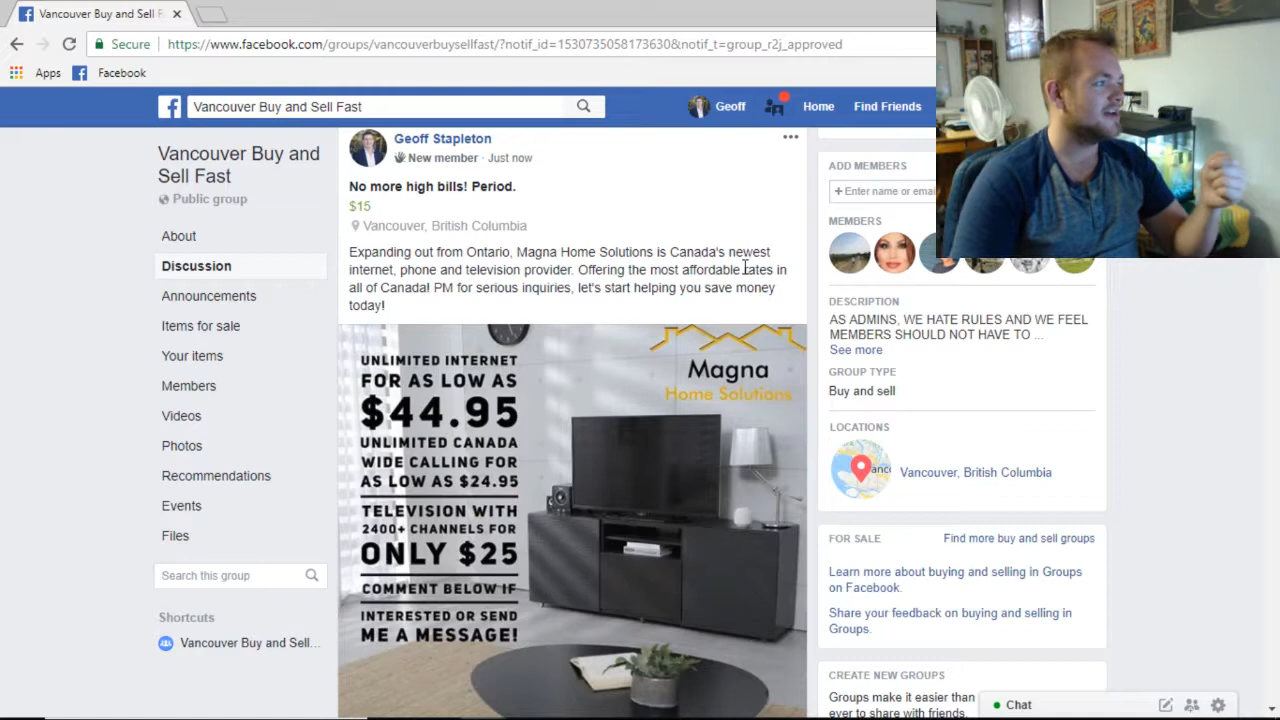 Vancouver Buy and Sell F
Secure
https://www.facebook.com/groups/vancouverbuysellfast/?notif_id=1530735058173630&notif_t=group_r2j_approved
Apps
Facebook
Vancouver Buy and Sell Fast
Geoff
Home
Find Friends
Vancouver Buy and
Sell Fast
Public group
About
Discussion
Announcements
Items for sale
Your items
Members
Videos
Photos
Recommendations
Events
Files
Search this group
Shortcuts
Vancouver Buy and Sell...
Geoff Stapleton
New member · Just now
No more high bills! Period.
$15
Vancouver, British Columbia
Expanding out from Ontario, Magna Home Solutions is Canada's newest
internet, phone and television provider. Offering the most affordable rates in
all of Canada! PM for serious inquiries, let's start helping you save money
today!
UNLIMITED INTERNET
FOR AS LOW AS
$44.95
UNLIMITED CANADA
WIDE CALLING FOR
AS LOW AS $24.95
TELEVISION WITH
2400+ CHANNELS FOR
ONLY $25
COMMENT BELOW IF
INTERESTED OR SEND
ME A MESSAGE!
Magna
Home Solutions
ADD MEMBERS
+ Enter name or email
MEMBERS
DESCRIPTION
AS ADMINS, WE HATE RULES AND WE FEEL
MEMBERS SHOULD NOT HAVE TO ...
See more
GROUP TYPE
Buy and sell
LOCATIONS
Vancouver, British Columbia
FOR SALE
Find more buy and sell groups
Learn more about buying and selling in Groups
on Facebook.
Share your feedback on buying and selling in
Groups.
CREATE NEW GROUPS
Groups make it easier than
ever to share with friends,
Chat